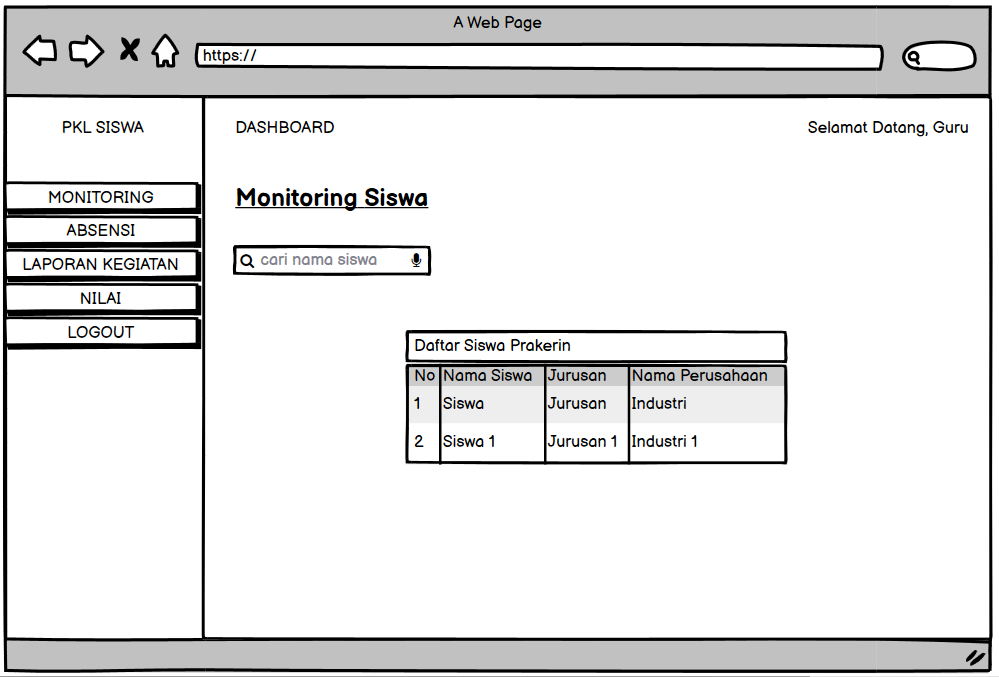 A Web Page
https://
PKL SISWA
DASHBOARD
Selamat Datang, Guru
MONITORING
ABSENSI
LAPORAN KEGIATAN
NILAI
LOGOUT
Monitoring Siswa
cari nama siswa
Daftar Siswa Prakerin
No Nama Siswa Jurusan Nama Perusahaan
1 Siswa Jurusan Industri
2 Siswa 1 Jurusan 1 Industri 1